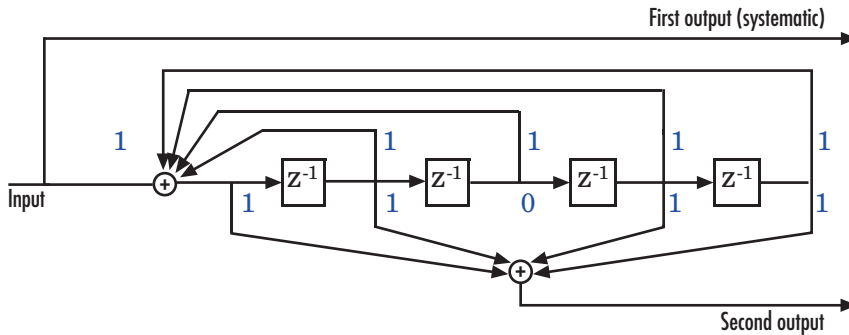 First output (systematic)
1 1 1 1 1
z-1 z-1 z-1 z-1
Input
1 1 0 1 1
Second output